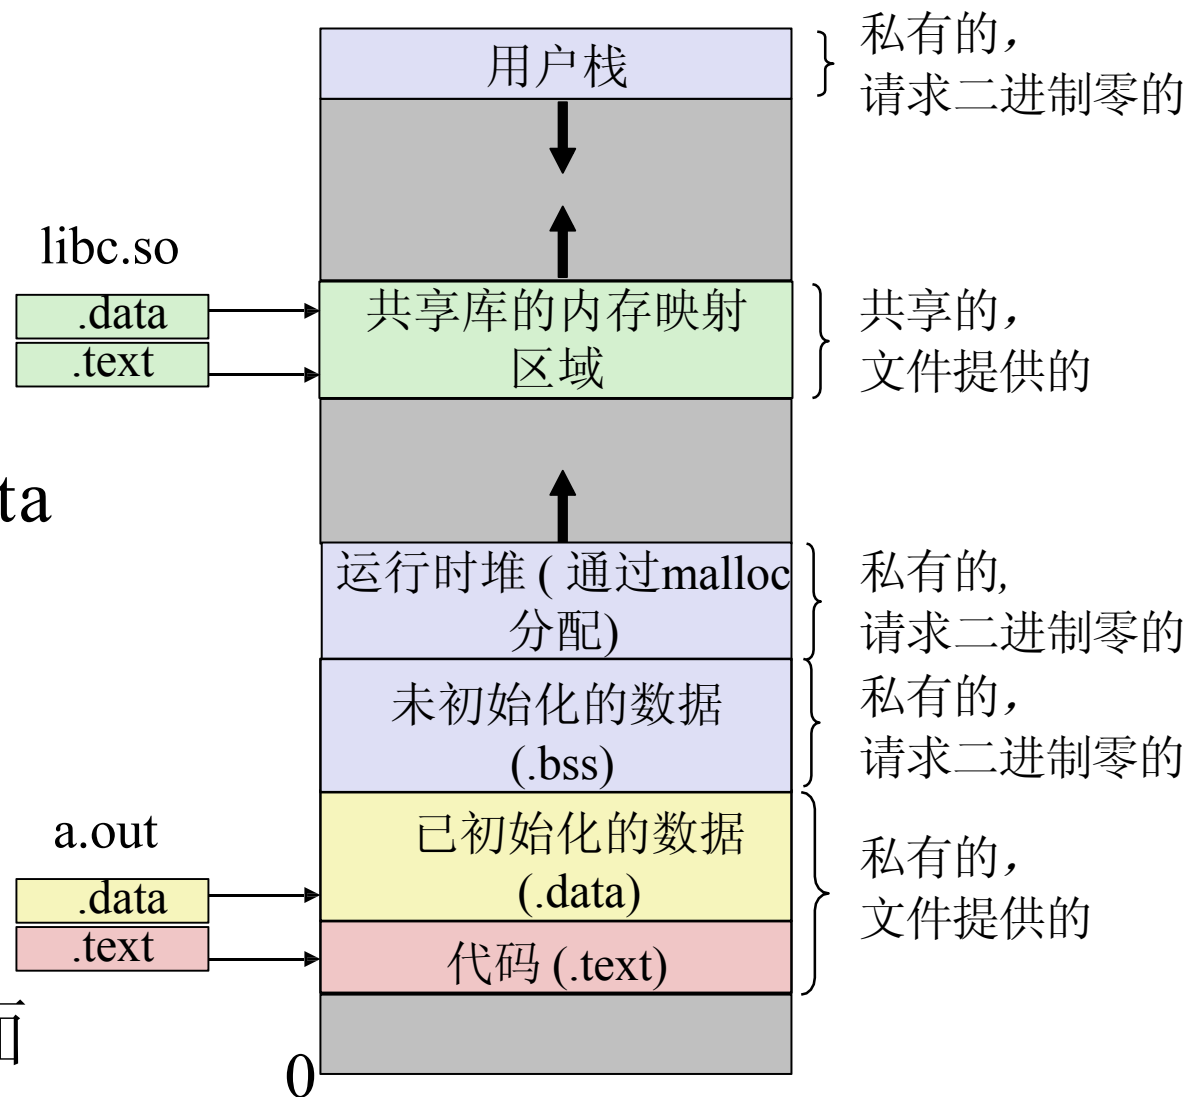 用户栈
私有的，
请求二进制零的
libc.so
.data
.text
共享库的内存映射
区域
共享的，
文件提供的
ta
运行时堆 ( 通过malloc
分配)
私有的,
请求二进制零的
未初始化的数据
(.bss)
私有的，
请求二进制零的
a.out
.data
.text
已初始化的数据
(.data)
代码 (.text)
私有的，
文件提供的
面
0